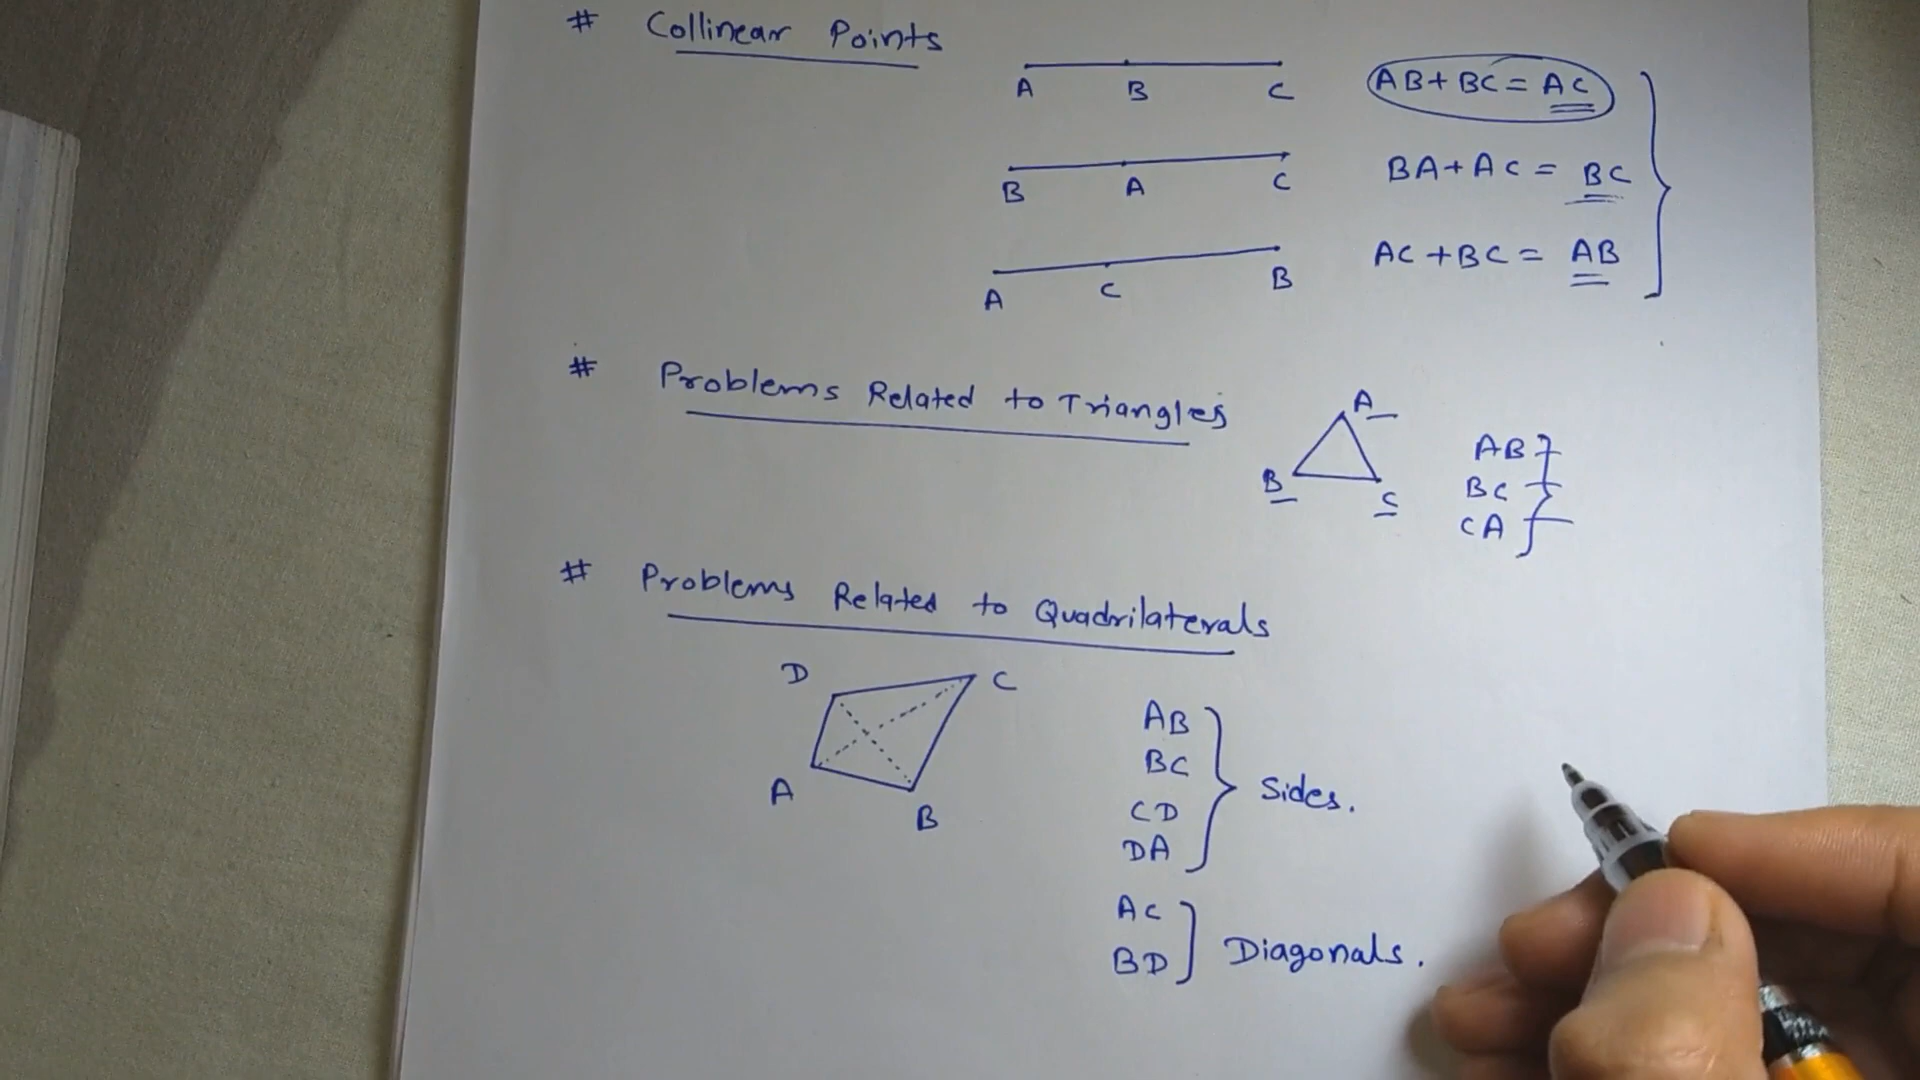 # Collinear Points
A B C AB + BC = AC
B A C BA + AC = BC
A C B AC + BC = AB
# Problems Related to Triangles
A
B C
AB
BC
CA
# Problems Related to Quadrilaterals
D C
A B
AB
BC
CD
DA
Sides.
AC
BD
Diagonals.